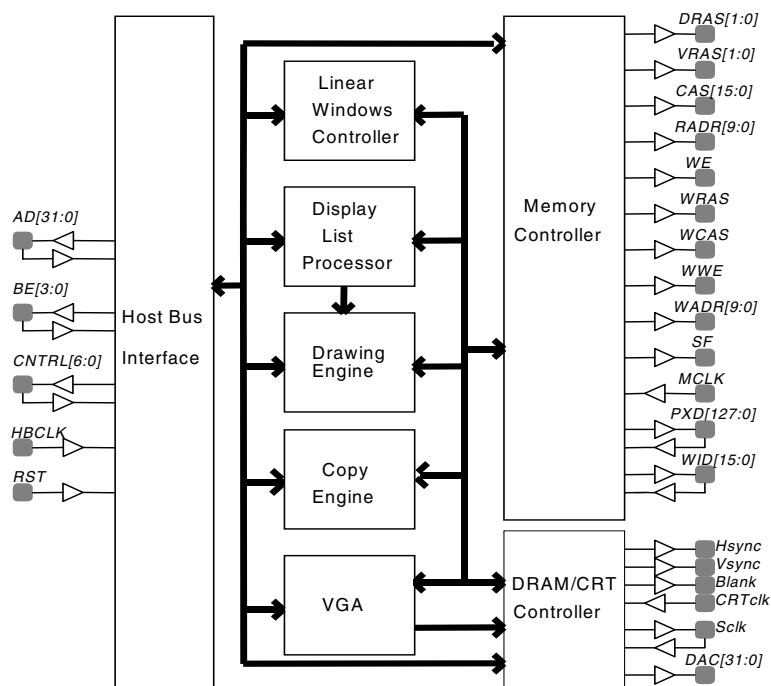 AD[31:0]
BE[3:0]
CNTRL[6:0]
HBCLK
RST
Host Bus
Interface
Linear
Windows
Controller
Display
List
Processor
Drawing
Engine
Copy
Engine
VGA
Memory
Controller
DRAM/CRT
Controller
DRAS[1:0]
VRAS[1:0]
CAS[15:0]
RADR[9:0]
WE
WRAS
WCAS
WWE
WADR[9:0]
SF
MCLK
PXD[127:0]
WID[15:0]
Hsync
Vsync
Blank
CRTclk
Sclk
DAC[31:0]